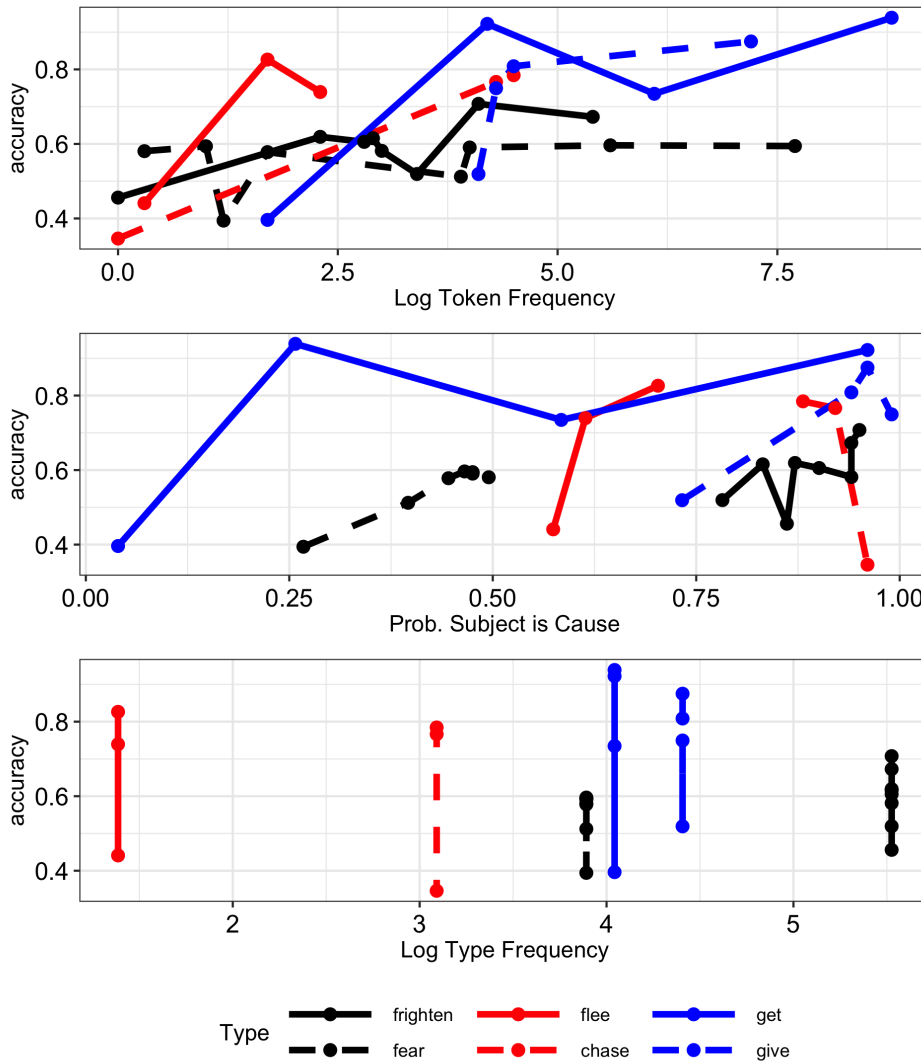 0.8
0.6
0.4
accuracy
0.0 2.5 5.0 7.5
Log Token Frequency
0.8
0.6
0.4
accuracy
0.00 0.25 0.50 0.75 1.00
Prob. Subject is Cause
0.8
0.6
0.4
accuracy
2 3 4 5
Log Type Frequency
Type
frighten flee get
fear chase give